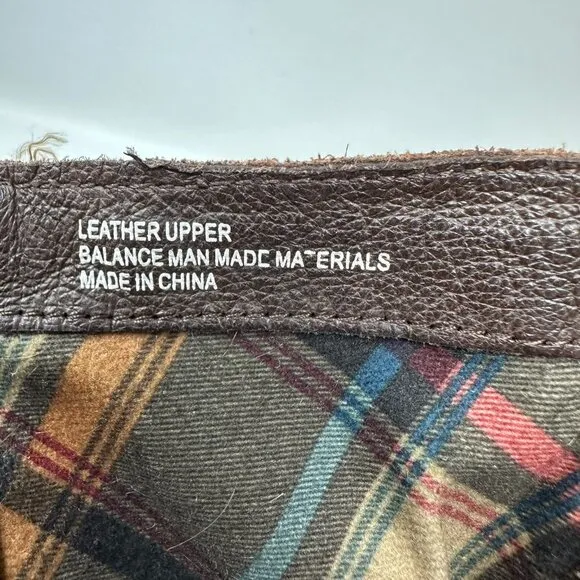 LEATHER UPPER
BALANCE MAN MADE MATERIALS
MADE IN CHINA